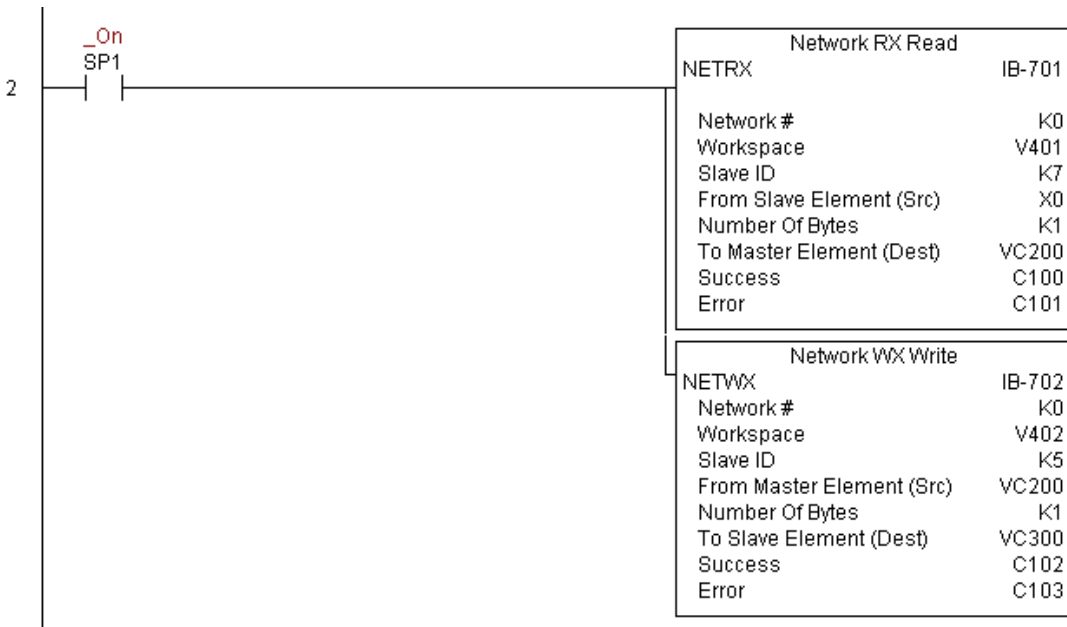 _On
SP1
2
Network RX Read
NETRX IB-701
Network # K0
Workspace V401
Slave ID K7
From Slave Element (Src) X0
Number Of Bytes K1
To Master Element (Dest) VC200
Success C100
Error C101
Network WX Write
NETWX IB-702
Network # K0
Workspace V402
Slave ID K5
From Master Element (Src) VC200
Number Of Bytes K1
To Slave Element (Dest) VC300
Success C102
Error C103